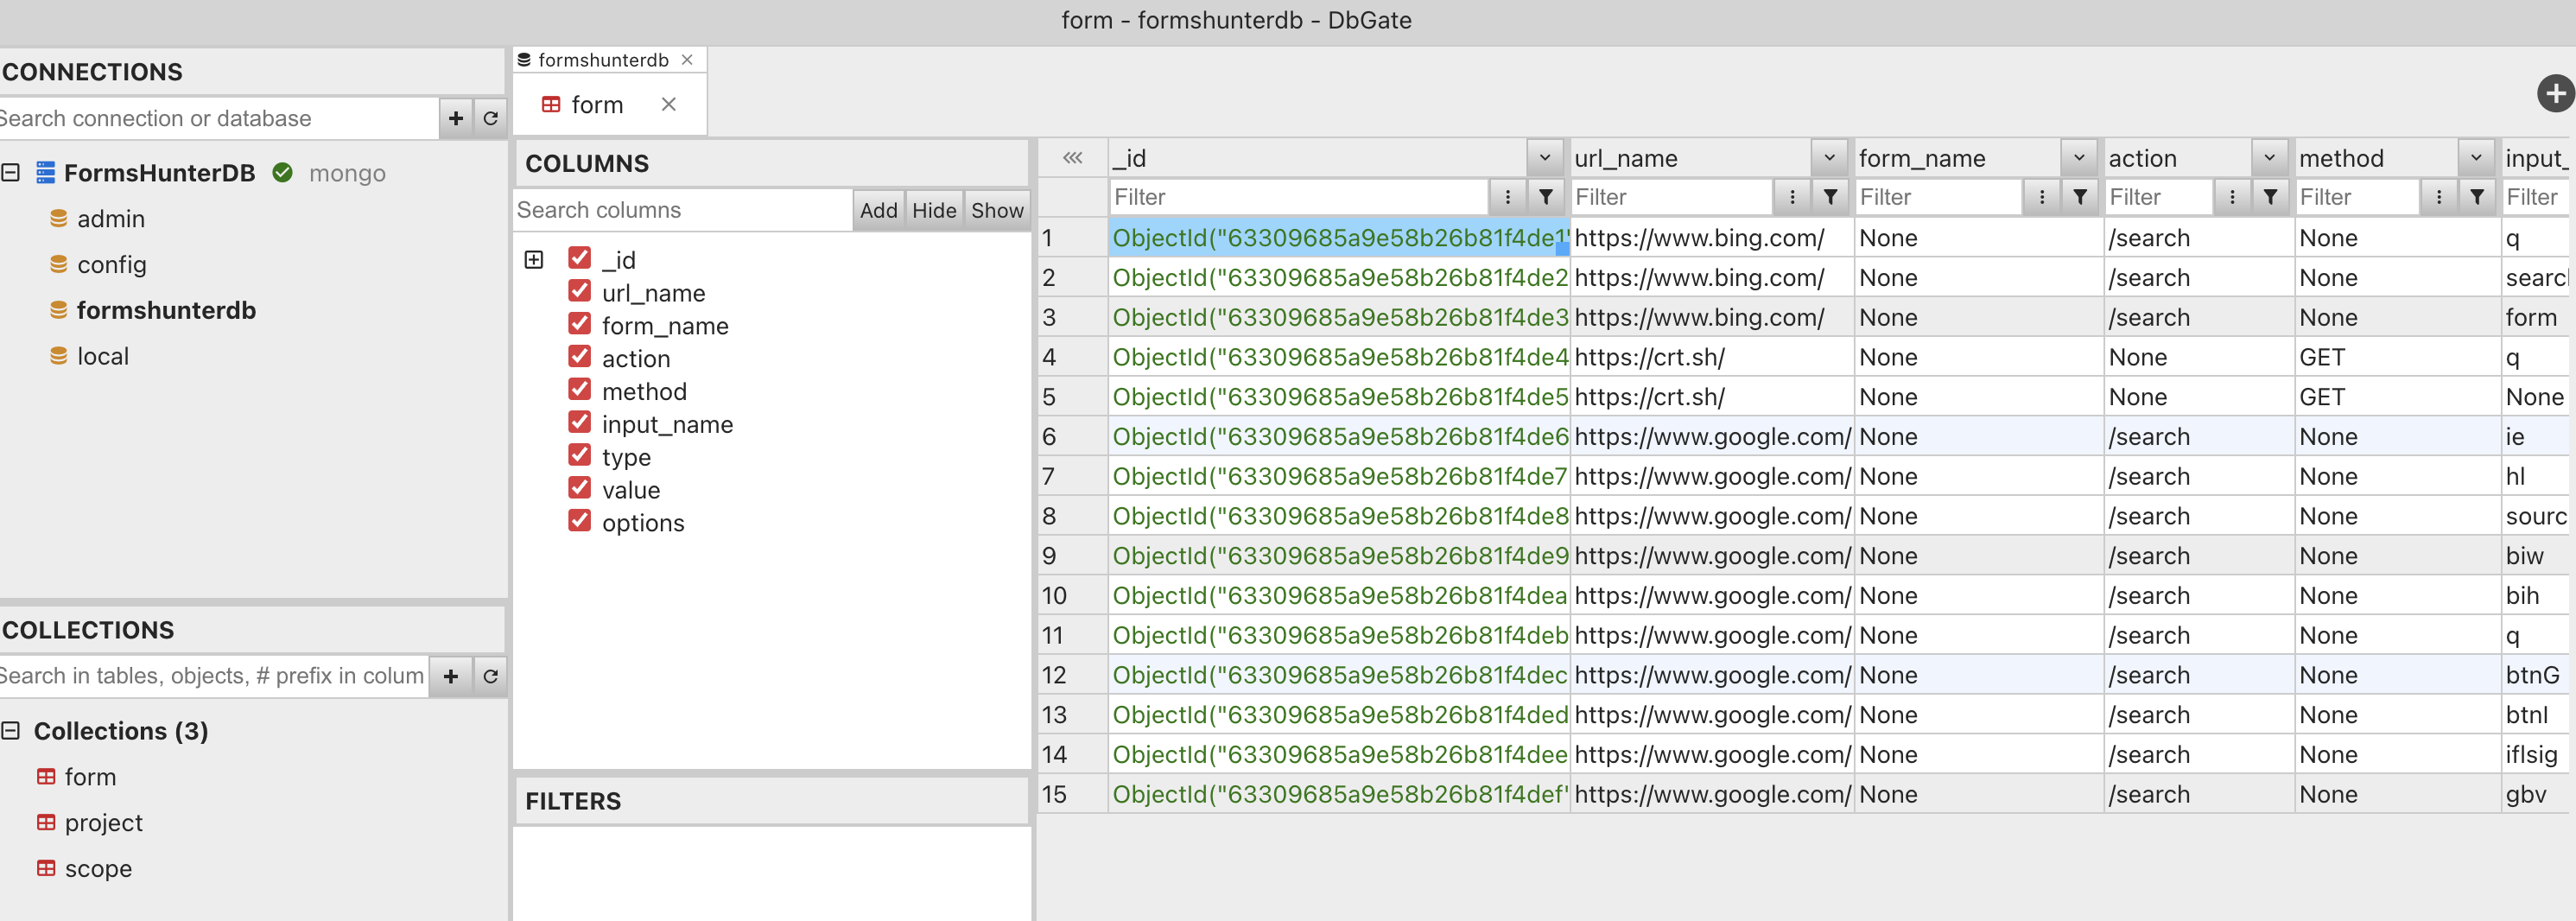 form - formshunterdb - DbGate
CONNECTIONS
Search connection or database
FormsHunterDB mongo
admin
config
formshunterdb
local
COLLECTIONS
Search in tables, objects, # prefix in colum
Collections (3)
form
project
scope
formshunterdb
form
COLUMNS
Search columns Add Hide Show
_id
url_name
form_name
action
method
input_name
type
value
options
FILTERS
_id url_name form_name action method input_
Filter Filter Filter Filter Filter Filter
1 ObjectId("63309685a9e58b26b81f4de1" https://www.bing.com/ None /search None q
2 ObjectId("63309685a9e58b26b81f4de2 https://www.bing.com/ None /search None searcl
3 ObjectId("63309685a9e58b26b81f4de3 https://www.bing.com/ None /search None form
4 ObjectId("63309685a9e58b26b81f4de4 https://crt.sh/ None None GET q
5 ObjectId("63309685a9e58b26b81f4de5 https://crt.sh/ None None GET None
6 ObjectId("63309685a9e58b26b81f4de6 https://www.google.com/ None /search None ie
7 ObjectId("63309685a9e58b26b81f4de7 https://www.google.com/ None /search None hl
8 ObjectId("63309685a9e58b26b81f4de8 https://www.google.com/ None /search None sourc
9 ObjectId("63309685a9e58b26b81f4de9 https://www.google.com/ None /search None biw
10 ObjectId("63309685a9e58b26b81f4dea https://www.google.com/ None /search None bih
11 ObjectId("63309685a9e58b26b81f4deb https://www.google.com/ None /search None q
12 ObjectId("63309685a9e58b26b81f4dec https://www.google.com/ None /search None btnG
13 ObjectId("63309685a9e58b26b81f4ded https://www.google.com/ None /search None btnI
14 ObjectId("63309685a9e58b26b81f4dee https://www.google.com/ None /search None iflsig
15 ObjectId("63309685a9e58b26b81f4def" https://www.google.com/ None /search None gbv